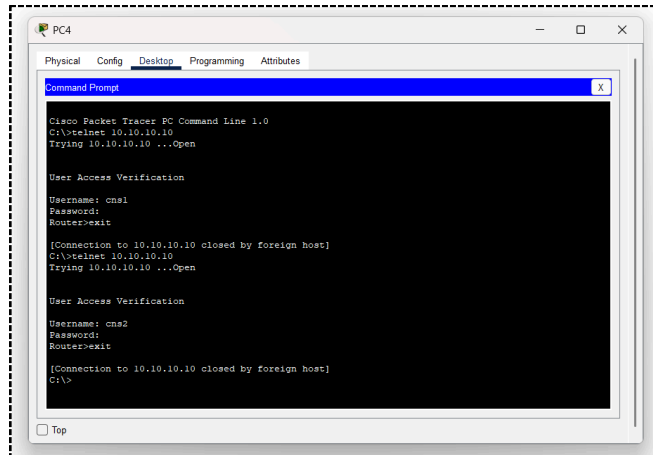 PC4
Physical Config Desktop Programming Attributes
Command Prompt
X
Cisco Packet Tracer PC Command Line 1.0
C:\>telnet 10.10.10.10
Trying 10.10.10.10 ...Open
User Access Verification
Username: cns1
Password:
Router>exit
[Connection to 10.10.10.10 closed by foreign host]
C:\>telnet 10.10.10.10
Trying 10.10.10.10 ...Open
User Access Verification
Username: cns2
Password:
Router>exit
[Connection to 10.10.10.10 closed by foreign host]
C:\>
Top